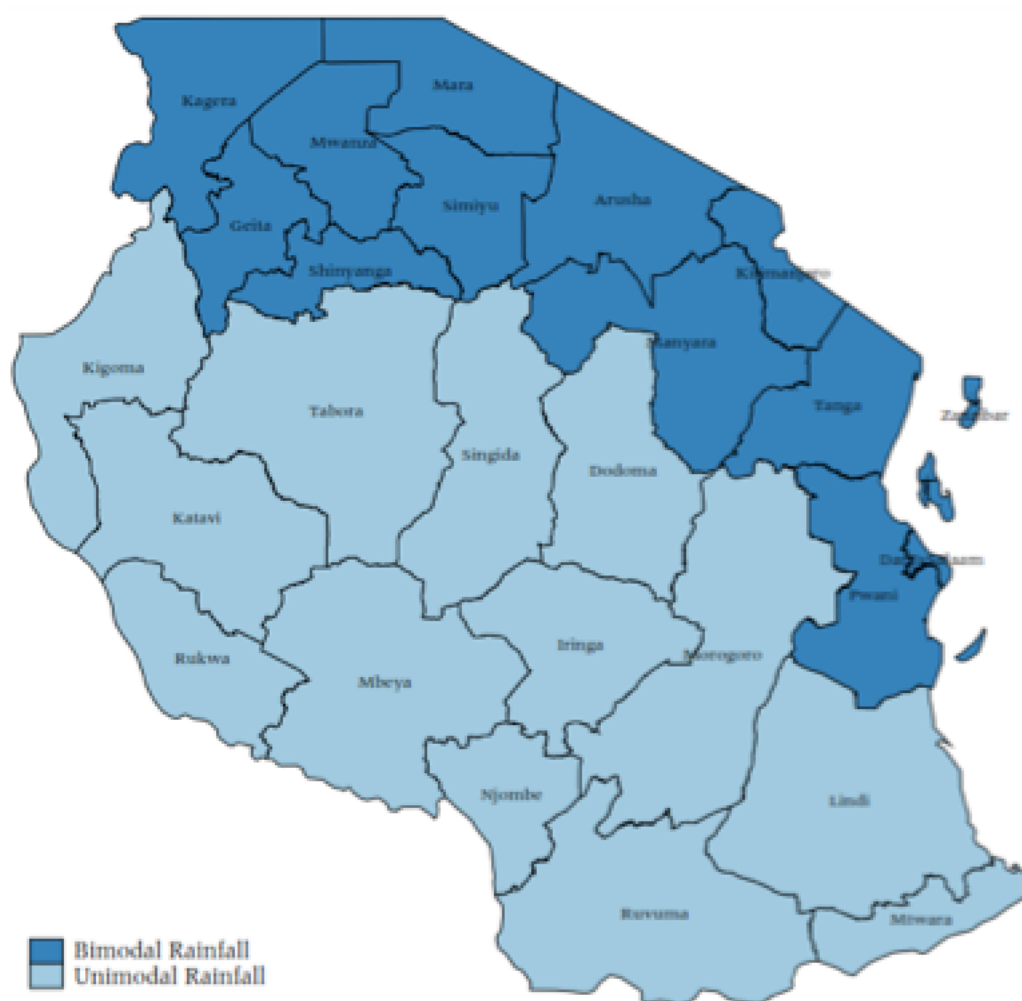 Kagera
Mara
Mwanza
Simiyu
Arusha
Geita
Shinyanga
Kilimanjaro
Manyara
Kigoma
Tabora
Tanga
Zanzibar
Singida
Dodoma
Katavi
Pwani
Iringa
Morogoro
Rukwa
Mbeya
Njombe
Lindi
Ruvuma
Mtwara
Bimodal Rainfall
Unimodal Rainfall